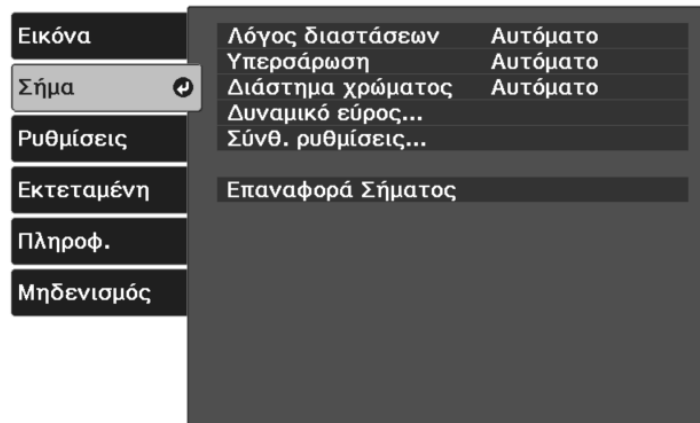 Εικόνα
Σήμα
Ρυθμίσεις
Εκτεταμένη
Πληροφ.
Μηδενισμός
Λόγος διαστάσεων Αυτόματο
Υπερσάρωση Αυτόματο
Διάστημα χρώματος Αυτόματο
Δυναμικό εύρος...
Σύνθ. ρυθμίσεις...
Επαναφορά Σήματος